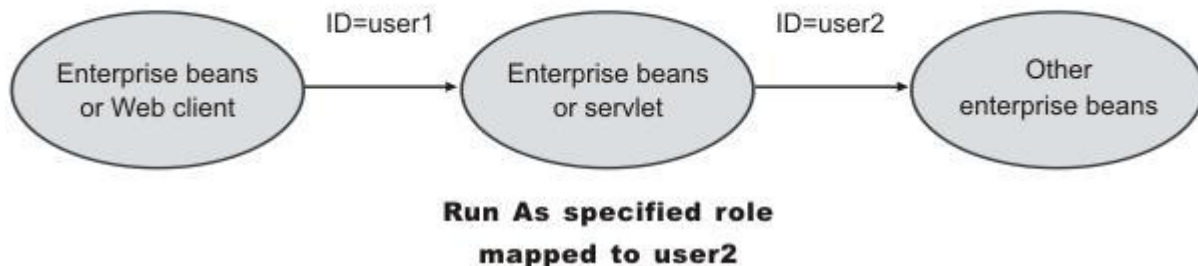 ID=user1
ID=user2
Enterprise beans
or Web client
Enterprise beans
or servlet
Other
enterprise beans
Run As specified role
mapped to user2